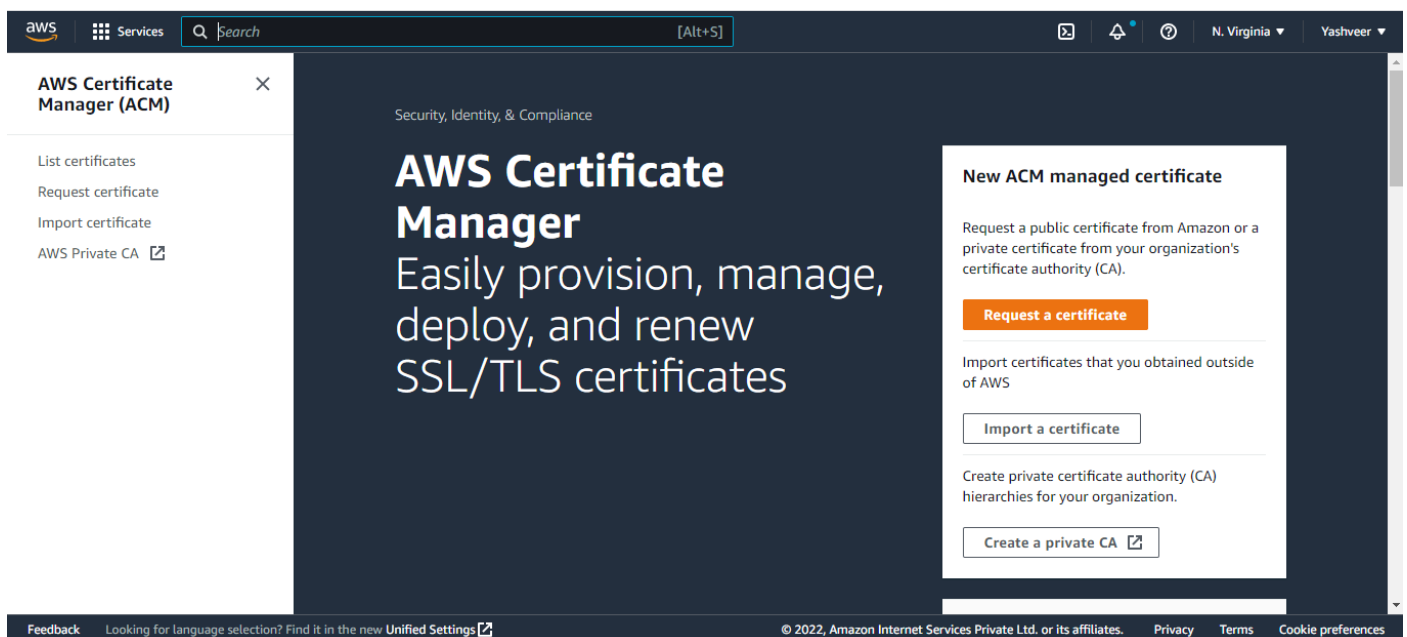 aws
Services
Search
[Alt+S]
N. Virginia
Yashveer
AWS Certificate
Manager (ACM)
List certificates
Request certificate
Import certificate
AWS Private CA
Security, Identity, & Compliance
AWS Certificate
Manager
Easily provision, manage,
deploy, and renew
SSL/TLS certificates
New ACM managed certificate
Request a public certificate from Amazon or a
private certificate from your organization's
certificate authority (CA).
Request a certificate
Import certificates that you obtained outside
of AWS
Import a certificate
Create private certificate authority (CA)
hierarchies for your organization.
Create a private CA
Feedback
Looking for language selection? Find it in the new Unified Settings
© 2022, Amazon Internet Services Private Ltd. or its affiliates.
Privacy
Terms
Cookie preferences